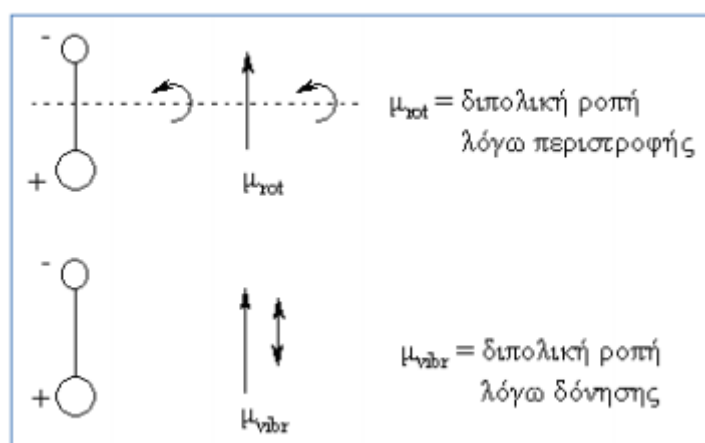 -
μrot = διπολική ροπή
λόγω περιστροφής
+
μrot
-
μvibr = διπολική ροπή
λόγω δόνησης
+
μvibr